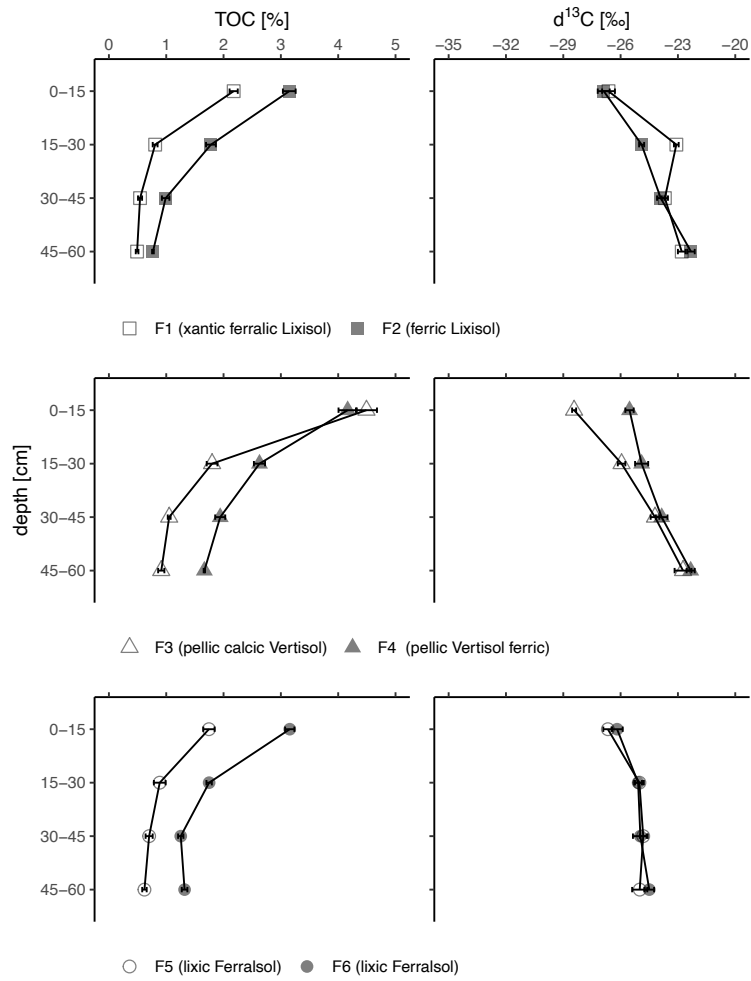 TOC [%] d¹³C [‰]
0 1 2 3 4 5 −35 −32 −29 −26 −23 −20
0−15
15−30
30−45
45−60
F1 (xantic ferralic Lixisol) F2 (ferric Lixisol)
depth [cm]
0−15
15−30
30−45
45−60
F3 (pellic calcic Vertisol) F4 (pellic Vertisol ferric)
0−15
15−30
30−45
45−60
F5 (lixic Ferralsol) F6 (lixic Ferralsol)